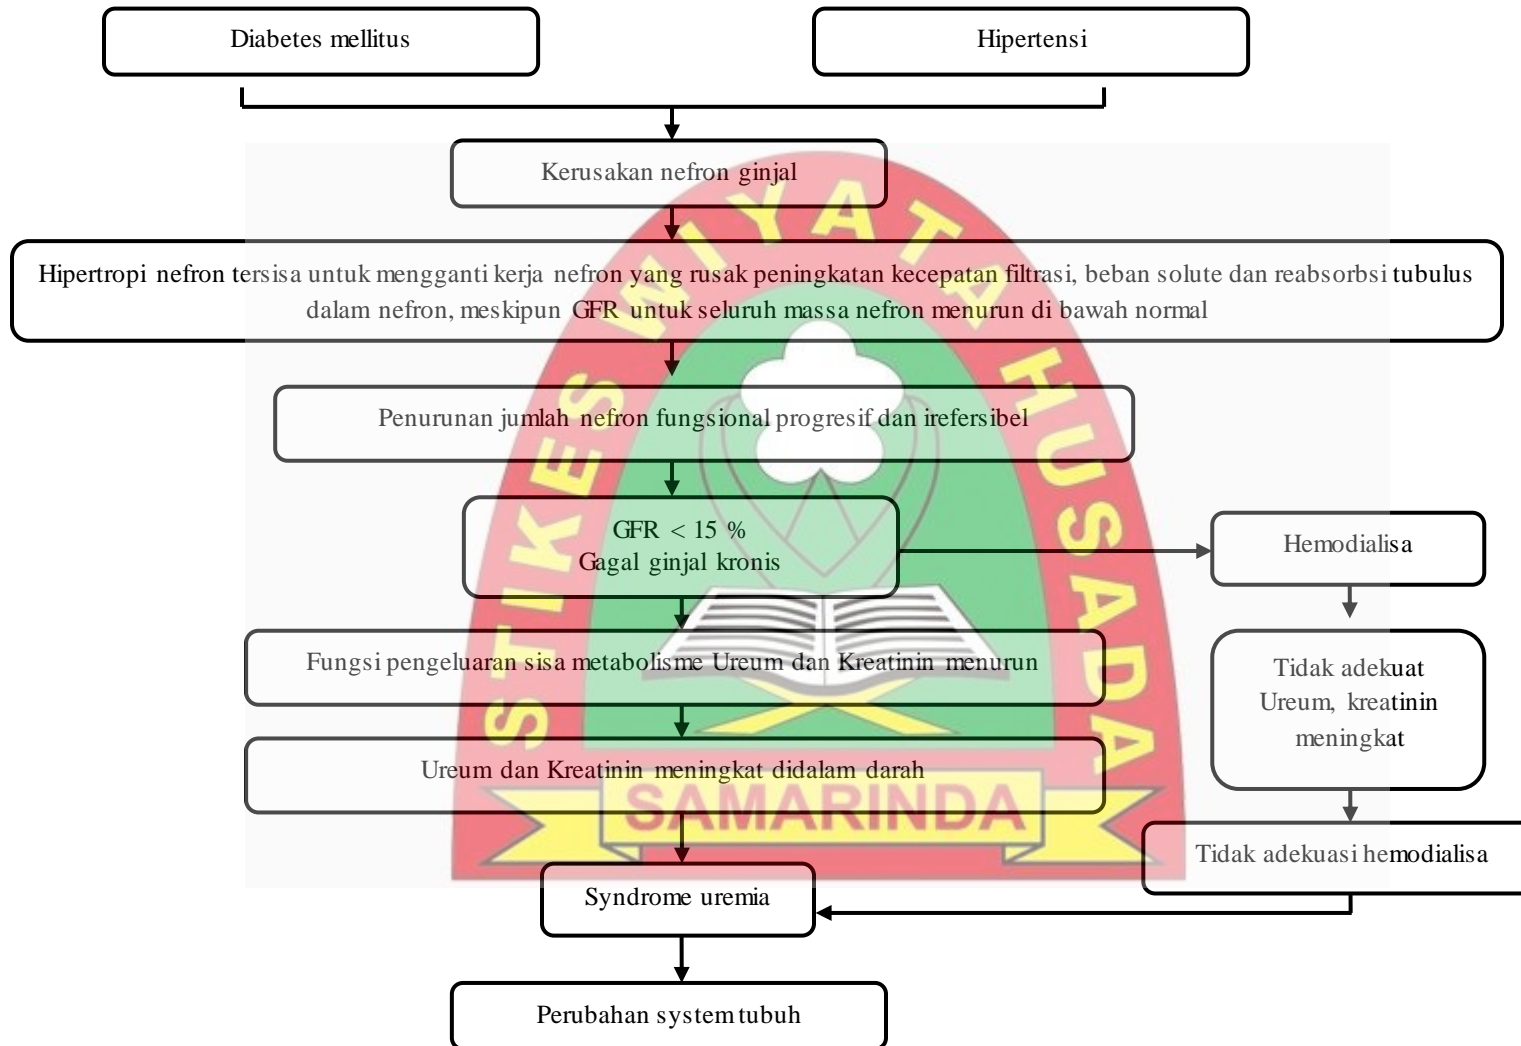 Diabetes mellitus
Hipertensi
Kerusakan nefron ginjal
Hipertropi nefron tersisa untuk mengganti kerja nefron yang rusak peningkatan kecepatan filtrasi, beban solute dan reabsorbsi tubulus
dalam nefron, meskipun GFR untuk seluruh massa nefron menurun di bawah normal
Penurunan jumlah nefron fungsional progresif dan irefersibel
GFR < 15 %
Gagal ginjal kronis
Hemodialisa
Fungsi pengeluaran sisa metabolisme Ureum dan Kreatinin menurun
Tidak adekuat
Ureum, kreatinin
meningkat
Ureum dan Kreatinin meningkat didalam darah
Tidak adekuasi hemodialisa
Syndrome uremia
Perubahan system tubuh
STIKES WIYATA HUSADA
SAMARINDA